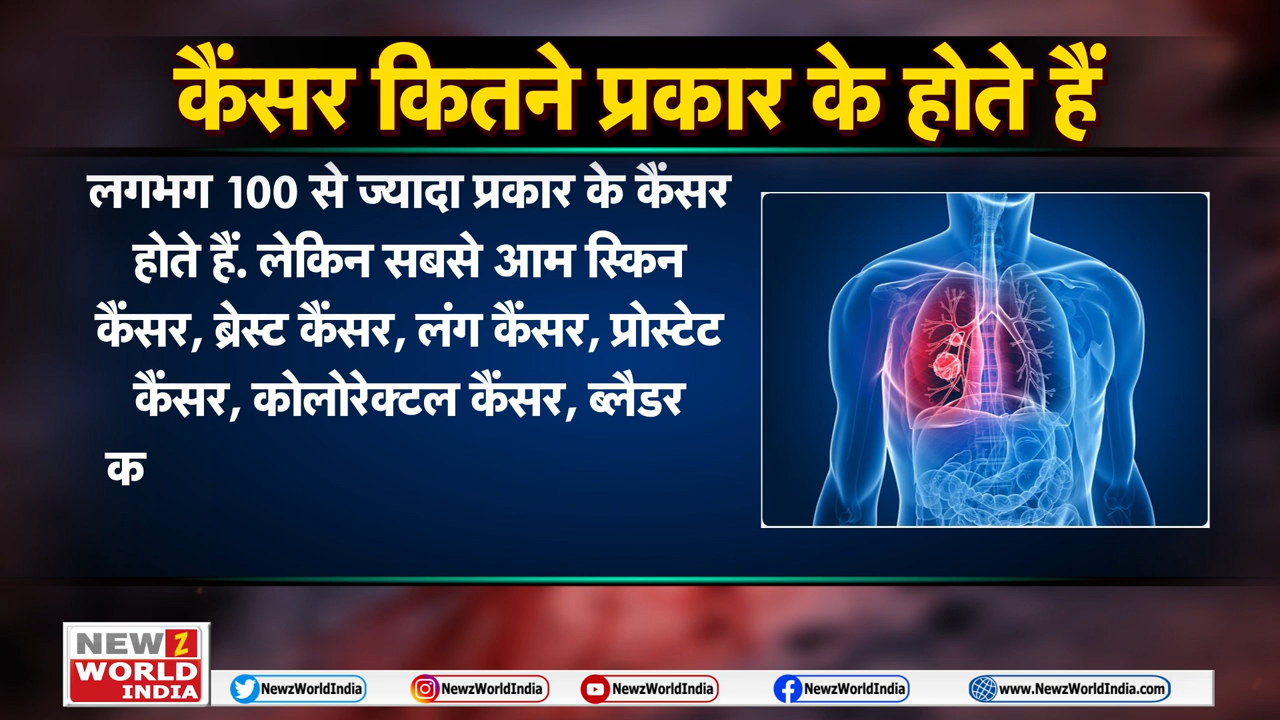 कैंसर कितने प्रकार के होते हैं
लगभग 100 से ज्यादा प्रकार के कैंसर
होते हैं. लेकिन सबसे आम स्किन
कैंसर, ब्रेस्ट कैंसर, लंग कैंसर, प्रोस्टेट
कैंसर, कोलोरेक्टल कैंसर, ब्लैडर
क
NEWZ
WORLD
INDIA
NewzWorldIndia
NewzWorldIndia
NewzWorldIndia
NewzWorldIndia
www.NewzWorldIndia.com